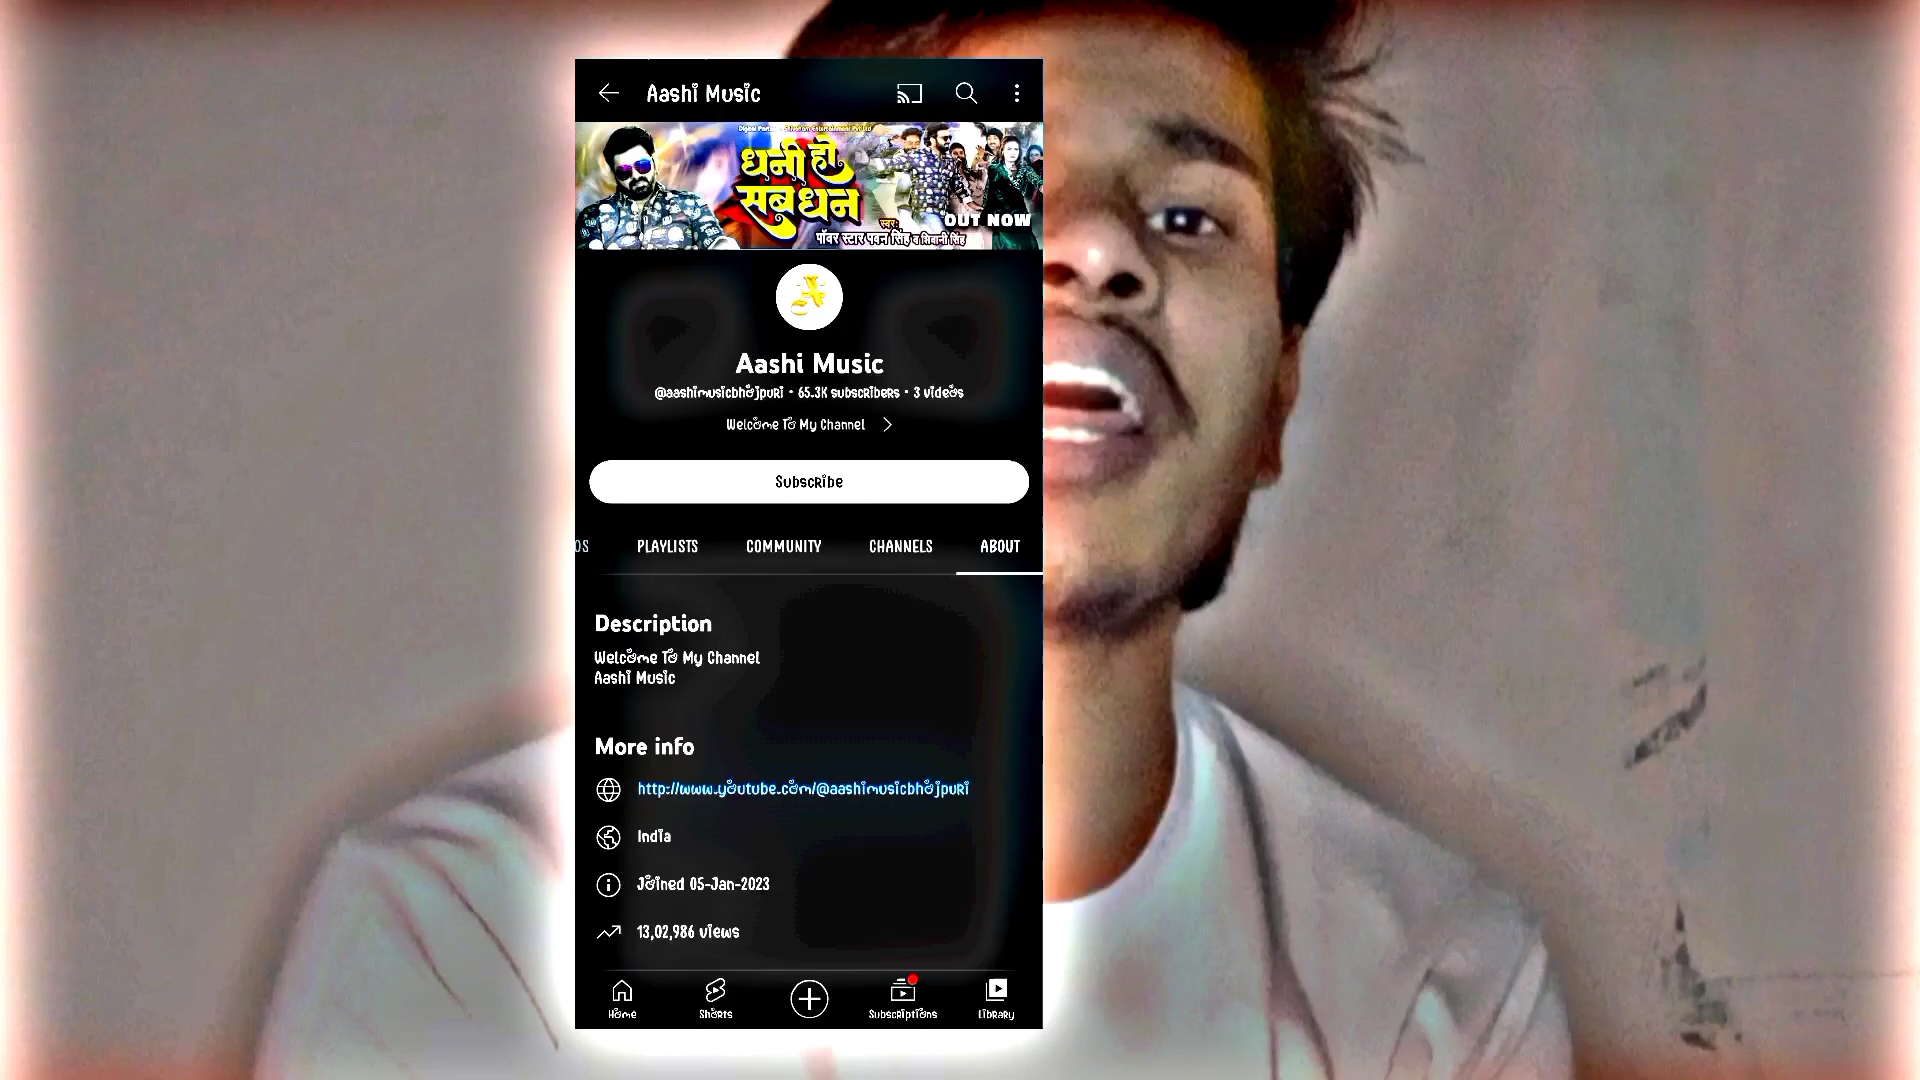 Aashi Music
धनी हो
सब धन
स्वर:
पॉवर स्टार पवन सिंह व शिवानी सिंह
OUT NOW
Aashi Music
@aashimusicbhojpuri • 65.3K subscribers • 3 videos
Welcome To My Channel
Subscribe
OS PLAYLISTS COMMUNITY CHANNELS ABOUT
Description
Welcome To My Channel
Aashi Music
More info
http://www.youtube.com/@aashimusicbhojpuri
India
Joined 05-Jan-2023
13,02,986 views
Home Shorts Subscriptions Library